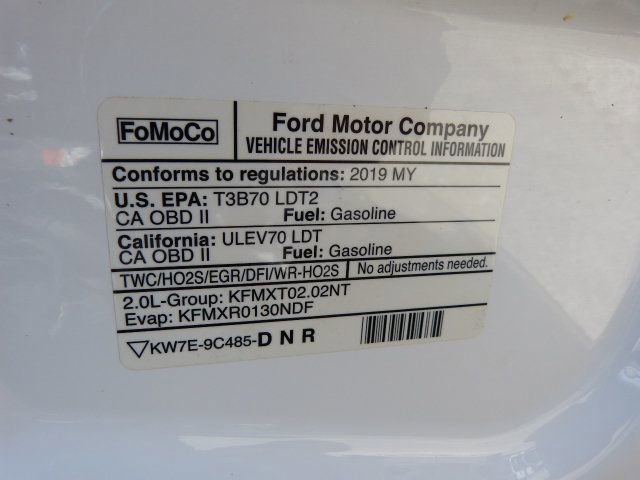 FoMoCo
Ford Motor Company
VEHICLE EMISSION CONTROL INFORMATION
Conforms to regulations: 2019 MY
U.S. EPA: T3B70 LDT2
CA OBD II Fuel: Gasoline
California: ULEV70 LDT
CA OBD II Fuel: Gasoline
TWC/HO2S/EGR/DFI/WR-HO2S No adjustments needed.
2.0L-Group: KFMXT02.02NT
Evap: KFMXR0130NDF
KW7E-9C485-D N R